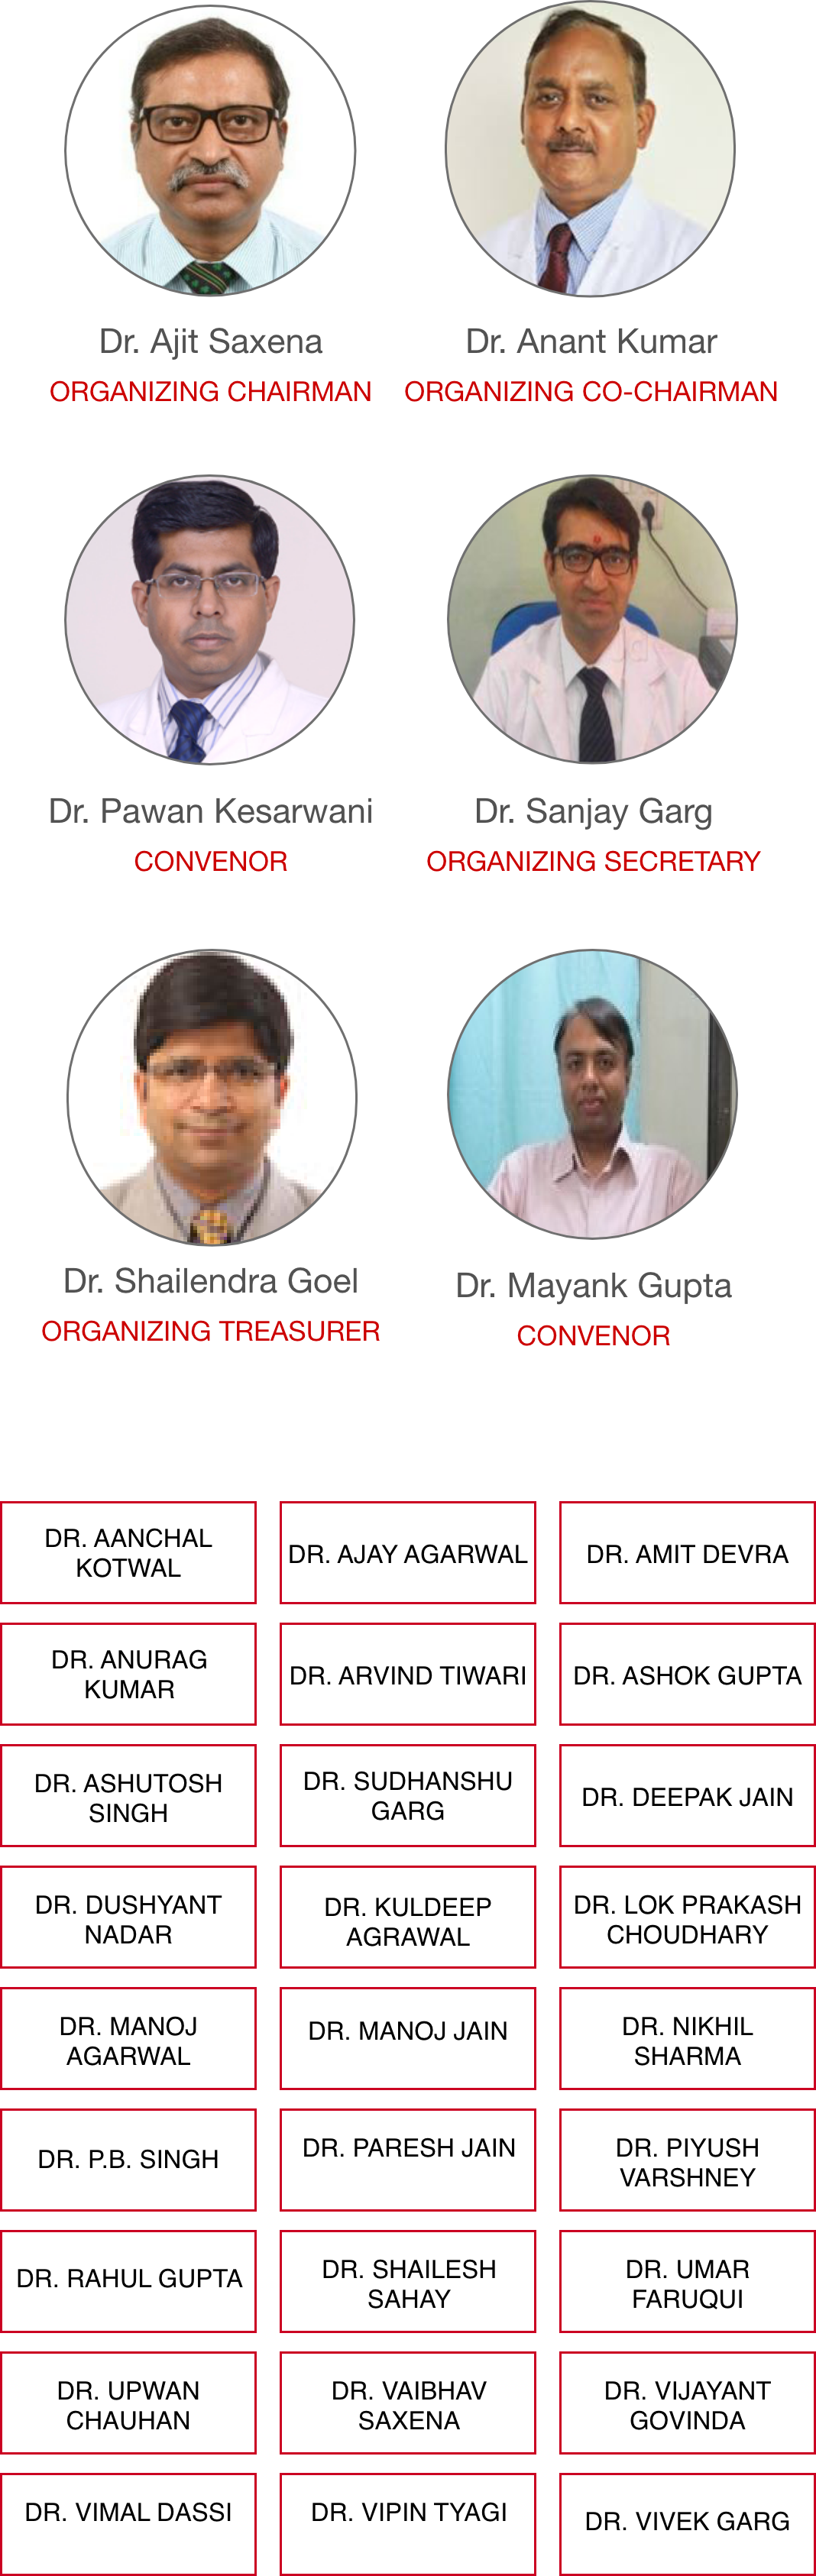 Dr. Ajit Saxena
ORGANIZING CHAIRMAN
Dr. Anant Kumar
ORGANIZING CO-CHAIRMAN
Dr. Pawan Kesarwani
CONVENOR
Dr. Sanjay Garg
ORGANIZING SECRETARY
Dr. Shailendra Goel
ORGANIZING TREASURER
Dr. Mayank Gupta
CONVENOR
DR. AANCHAL
KOTWAL
DR. AJAY AGARWAL
DR. AMIT DEVRA
DR. ANURAG
KUMAR
DR. ARVIND TIWARI
DR. ASHOK GUPTA
DR. ASHUTOSH
SINGH
DR. SUDHANSHU
GARG
DR. DEEPAK JAIN
DR. DUSHYANT
NADAR
DR. KULDEEP
AGRAWAL
DR. LOK PRAKASH
CHOUDHARY
DR. MANOJ
AGARWAL
DR. MANOJ JAIN
DR. NIKHIL
SHARMA
DR. P.B. SINGH
DR. PARESH JAIN
DR. PIYUSH
VARSHNEY
DR. RAHUL GUPTA
DR. SHAILESH
SAHAY
DR. UMAR
FARUQUI
DR. UPWAN
CHAUHAN
DR. VAIBHAV
SAXENA
DR. VIJAYANT
GOVINDA
DR. VIMAL DASSI
DR. VIPIN TYAGI
DR. VIVEK GARG